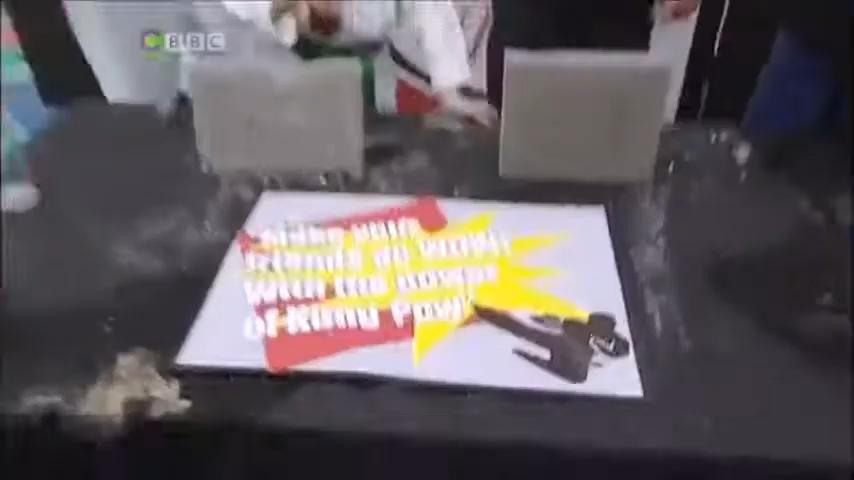 BBC
Make your
friends go WOW!
With the power
of Kung Pow!